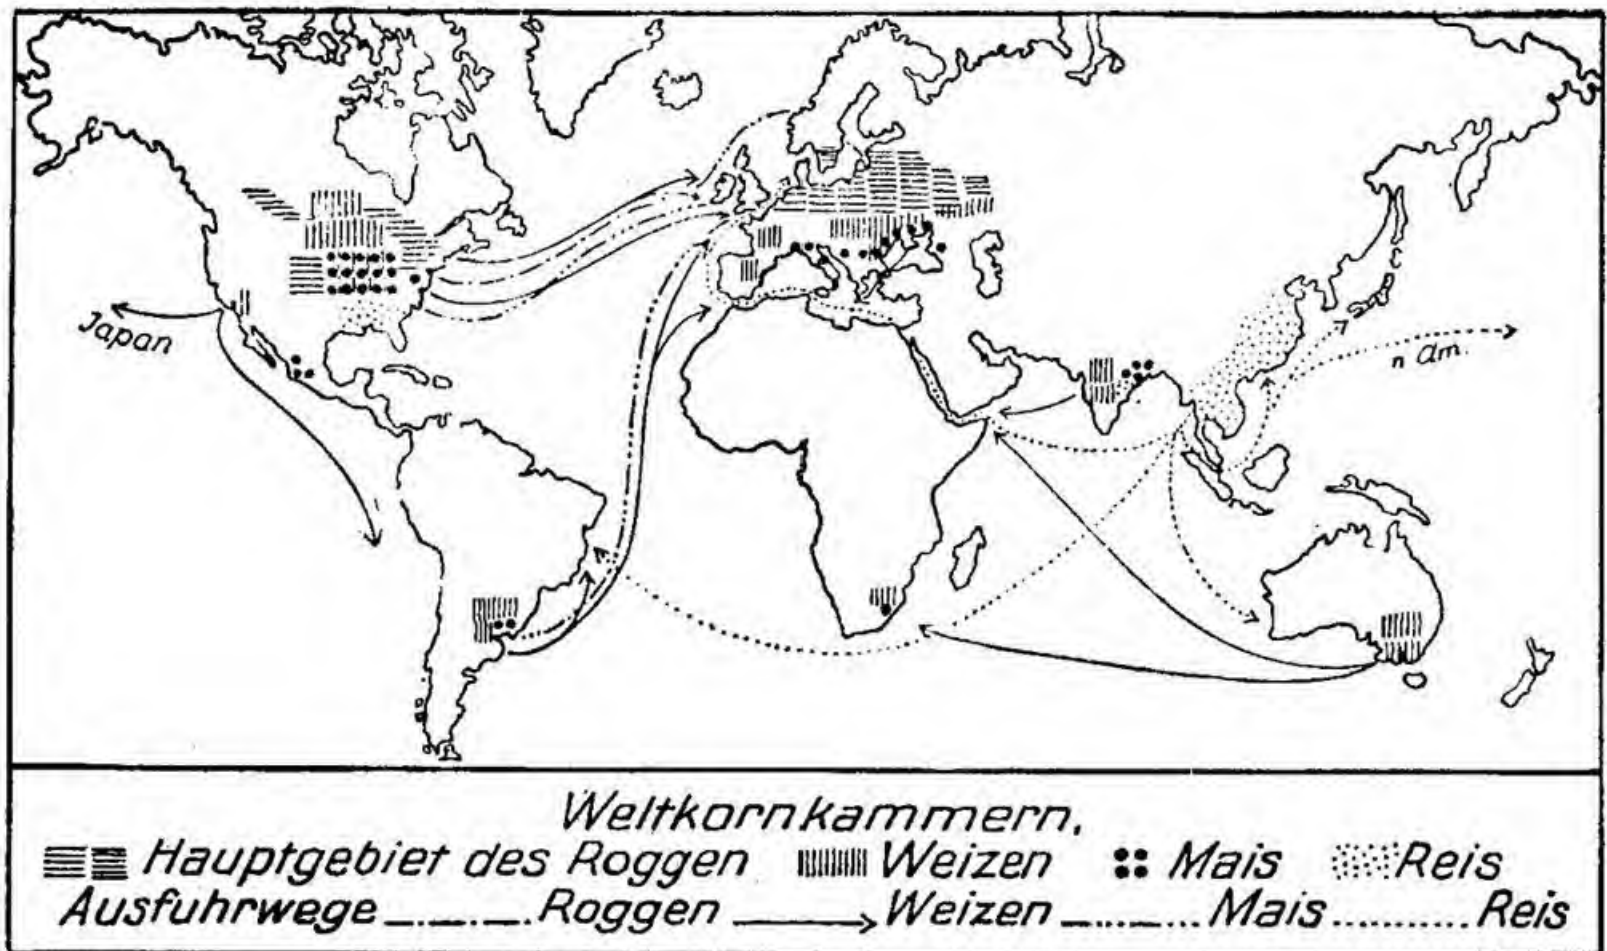 Japan
n Am.
Weltkornkammern.
Hauptgebiet des Roggen Weizen Mais Reis
Ausfuhrwege Roggen Weizen Mais Reis